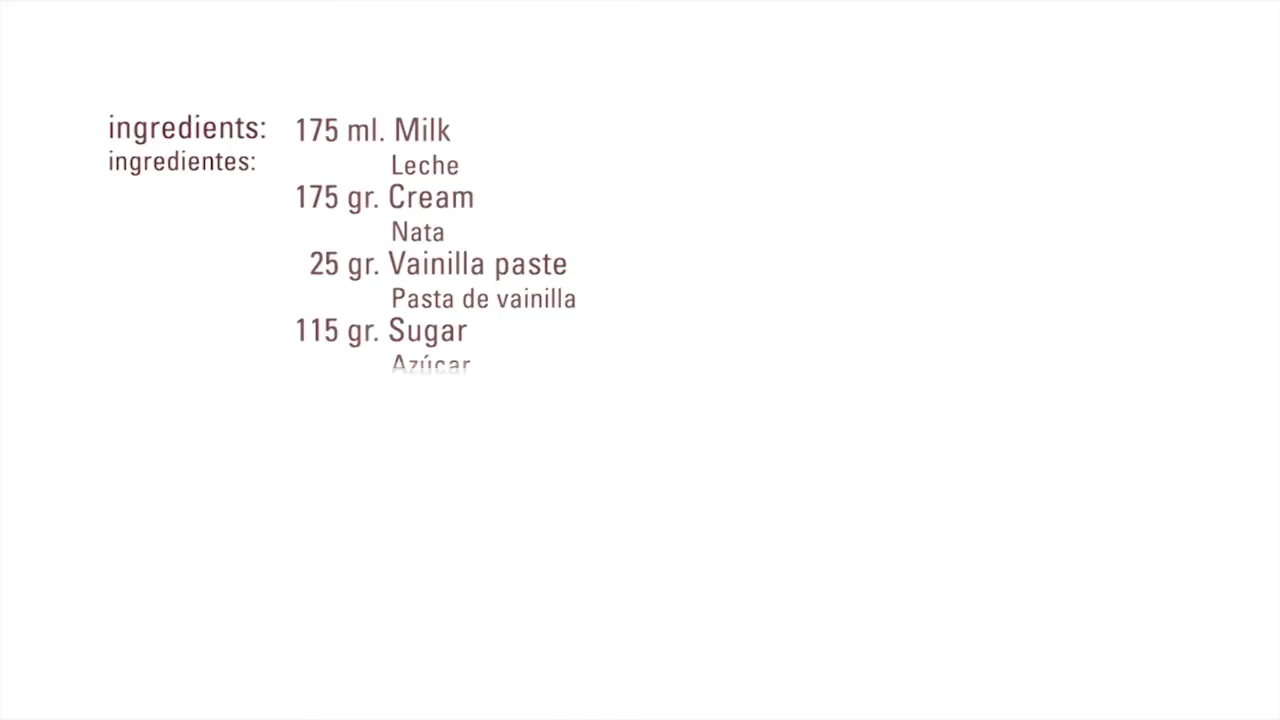 ingredients: 175 ml. Milk
ingredientes:
Leche
175 gr. Cream
Nata
25 gr. Vainilla paste
Pasta de vainilla
115 gr. Sugar
Azúcar